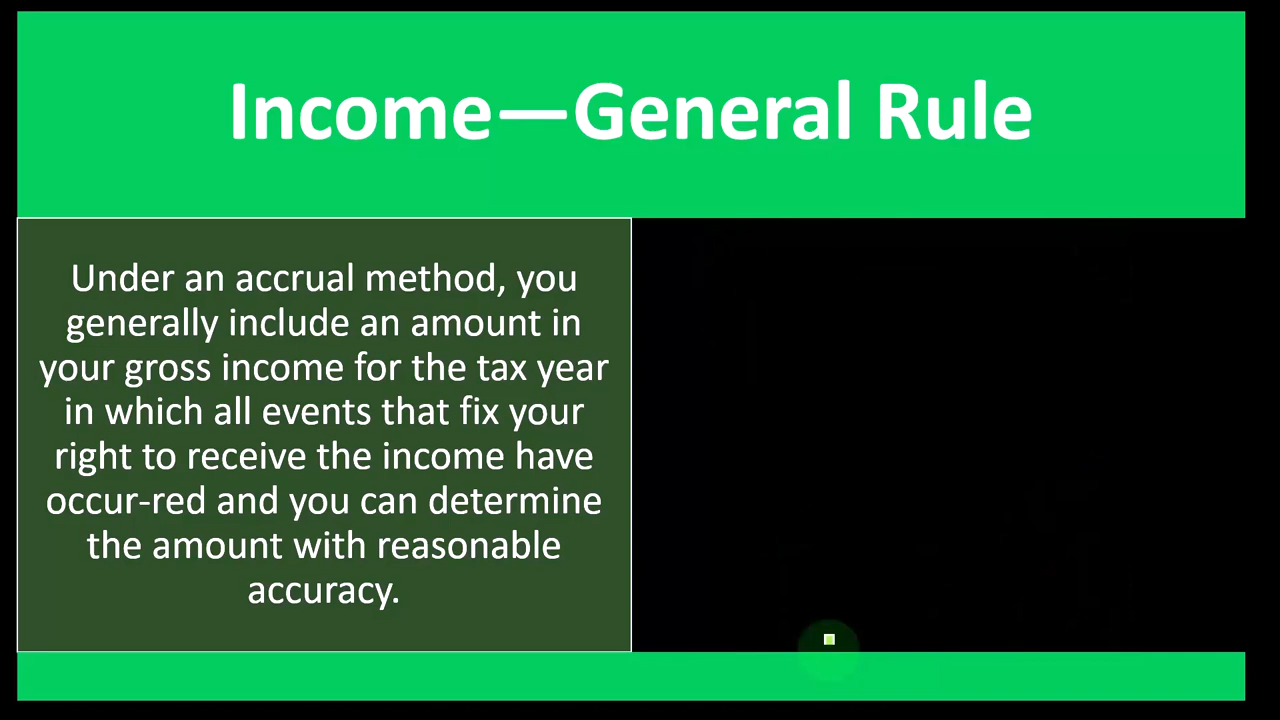 Income—General Rule
Under an accrual method, you
generally include an amount in
your gross income for the tax year
in which all events that fix your
right to receive the income have
occur-red and you can determine
the amount with reasonable
accuracy.